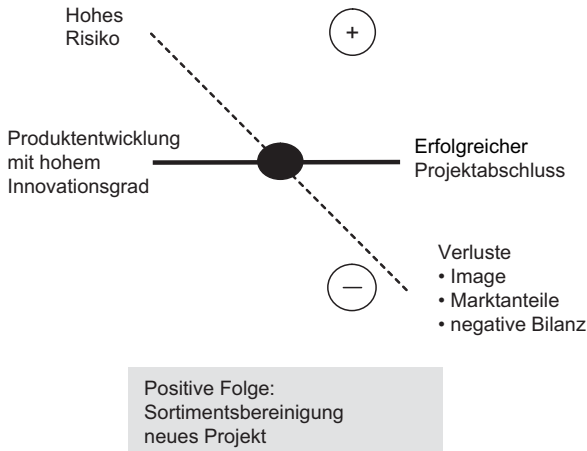 Hohes
Risiko
+
Produktentwicklung
mit hohem
Innovationsgrad
Erfolgreicher
Projektabschluss
Verluste
• Image
• Marktanteile
• negative Bilanz
—
Positive Folge:
Sortimentsbereinigung
neues Projekt